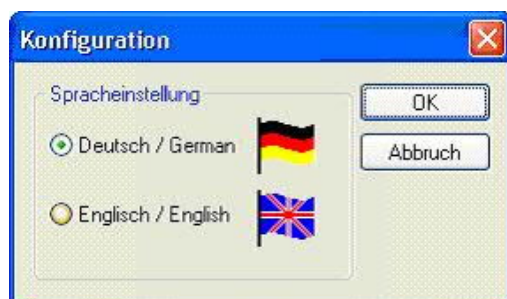 Konfiguration
Spracheinstellung
OK
Deutsch / German
Abbruch
Englisch / English